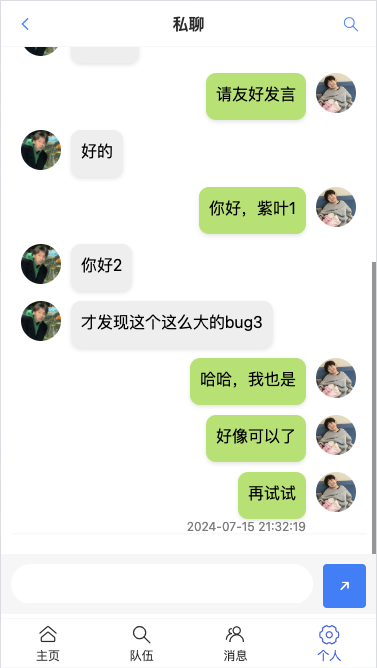 私聊
请友好发言
好的
你好，紫叶1
你好2
才发现这个这么大的bug3
哈哈，我也是
好像可以了
再试试
2024-07-15 21:32:19
主页
队伍
消息
个人